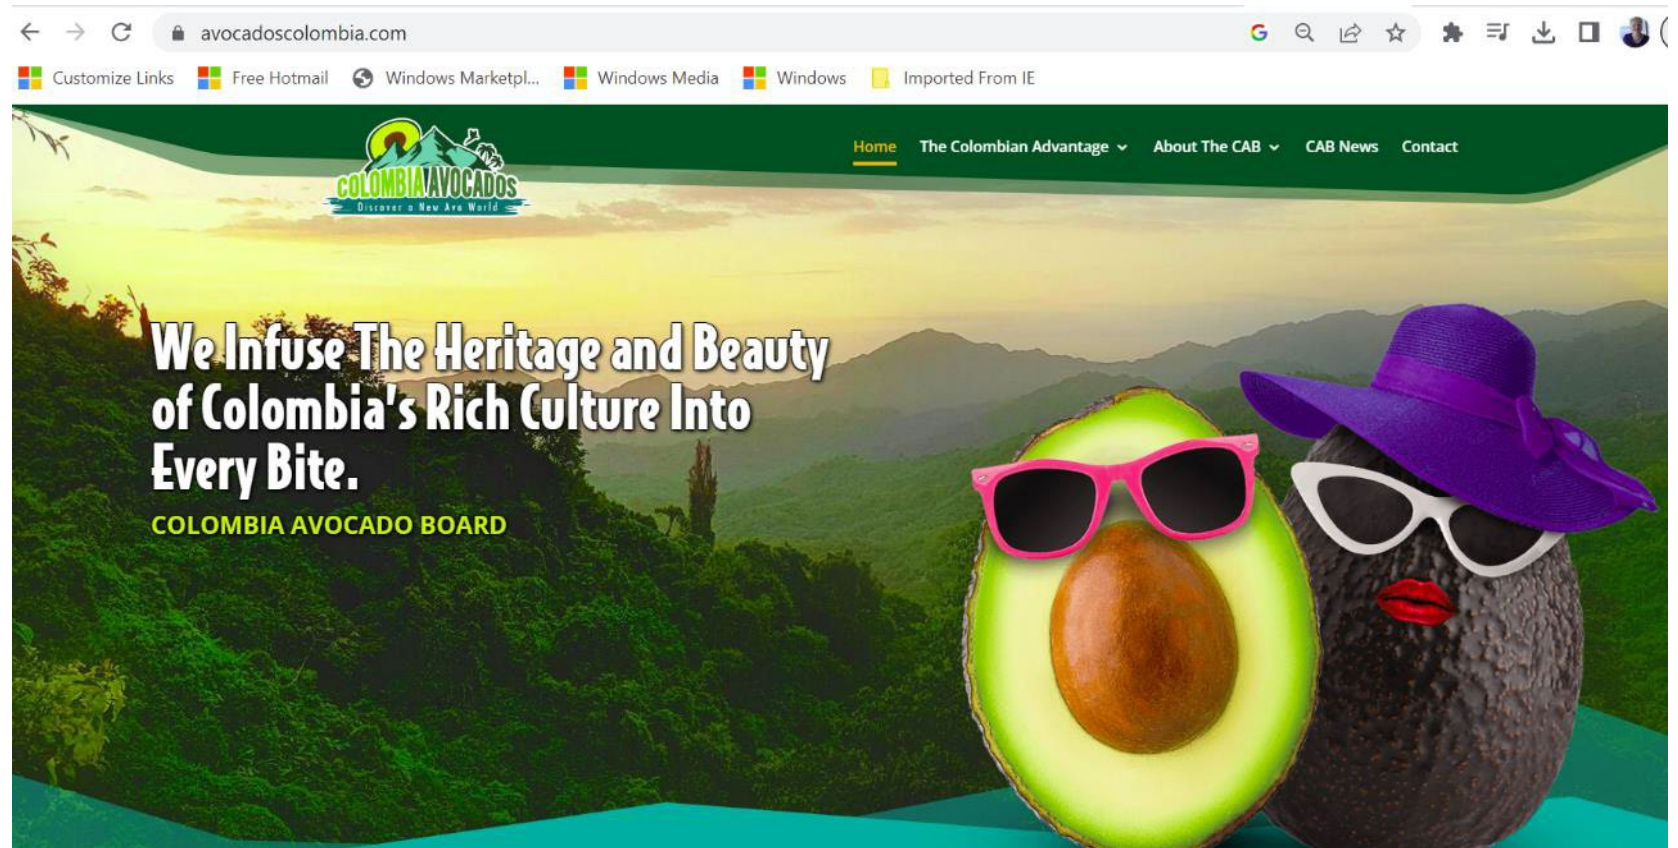 avocadoscolombia.com
Customize Links Free Hotmail Windows Marketpl... Windows Media Windows Imported From IE
COLOMBIA AVOCADOS
Discover a New Avo World
Home The Colombian Advantage About The CAB CAB News Contact
We Infuse The Heritage and Beauty
of Colombia's Rich Culture Into
Every Bite.
COLOMBIA AVOCADO BOARD